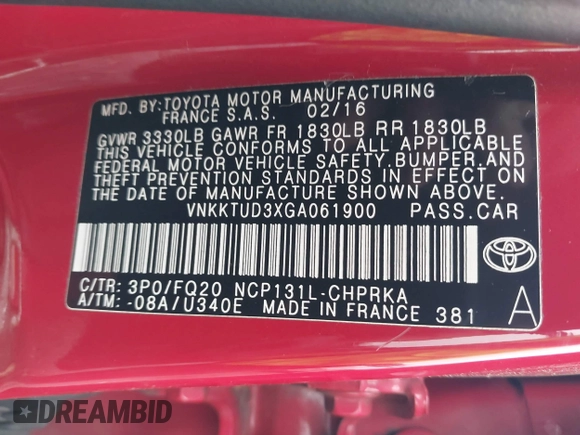 MFD. BY: TOYOTA MOTOR MANUFACTURING
FRANCE S.A.S. 02/16
GVWR 3330LB GAWR FR 1830LB RR 1830LB
THIS VEHICLE CONFORMS TO ALL APPLICABLE
FEDERAL MOTOR VEHICLE SAFETY, BUMPER, AND
THEFT PREVENTION STANDARDS IN EFFECT ON
THE DATE OF MANUFACTURE SHOWN ABOVE.
VNKKTUD3XGA061900 PASS.CAR
C/TR: 3P0/FQ20 NCP131L-CHPRKA
A/TM: -08A/U340E MADE IN FRANCE 381 A
DREAMBID